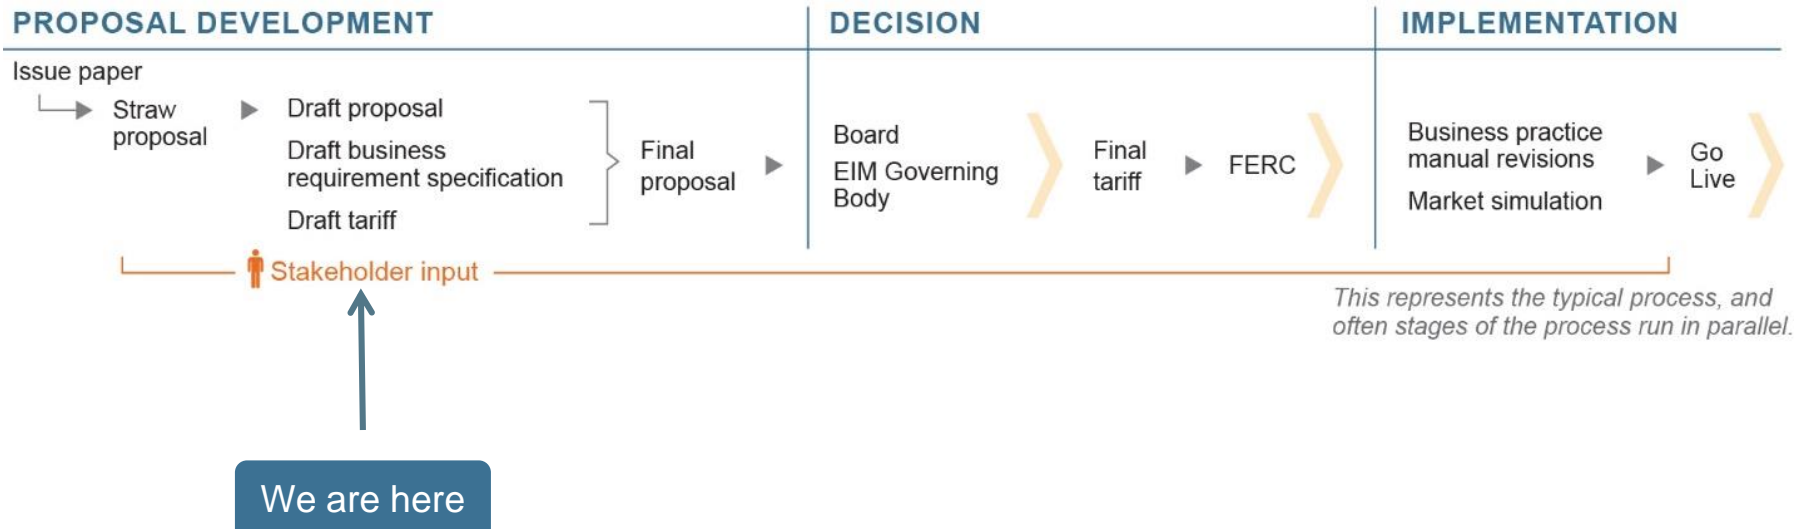 PROPOSAL DEVELOPMENT
DECISION
IMPLEMENTATION
Issue paper
Straw
proposal
Draft proposal
Draft business
requirement specification
Draft tariff
Final
proposal
Board
EIM Governing
Body
Final
tariff
FERC
Business practice
manual revisions
Market simulation
Go
Live
Stakeholder input
This represents the typical process, and
often stages of the process run in parallel.
We are here